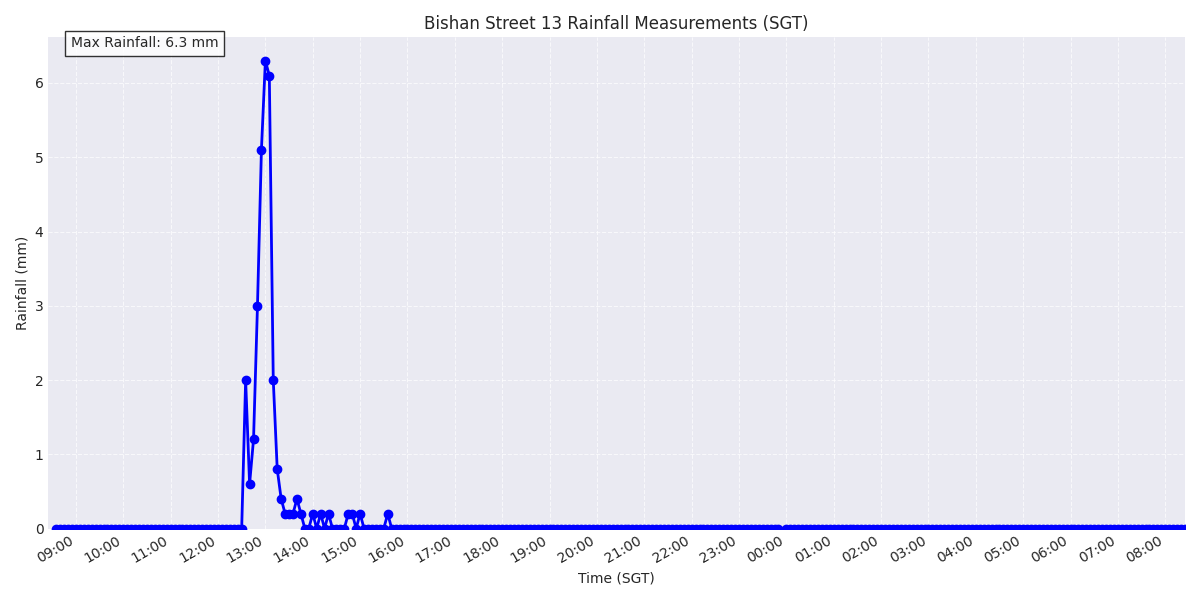 Bishan Street 13 Rainfall Measurements (SGT)
Max Rainfall: 6.3 mm
6
5
4
3
2
1
0
Rainfall (mm)
09:00 10:00 11:00 12:00 13:00 14:00 15:00 16:00 17:00 18:00 19:00 20:00 21:00 22:00 23:00 00:00 01:00 02:00 03:00 04:00 05:00 06:00 07:00 08:00
Time (SGT)